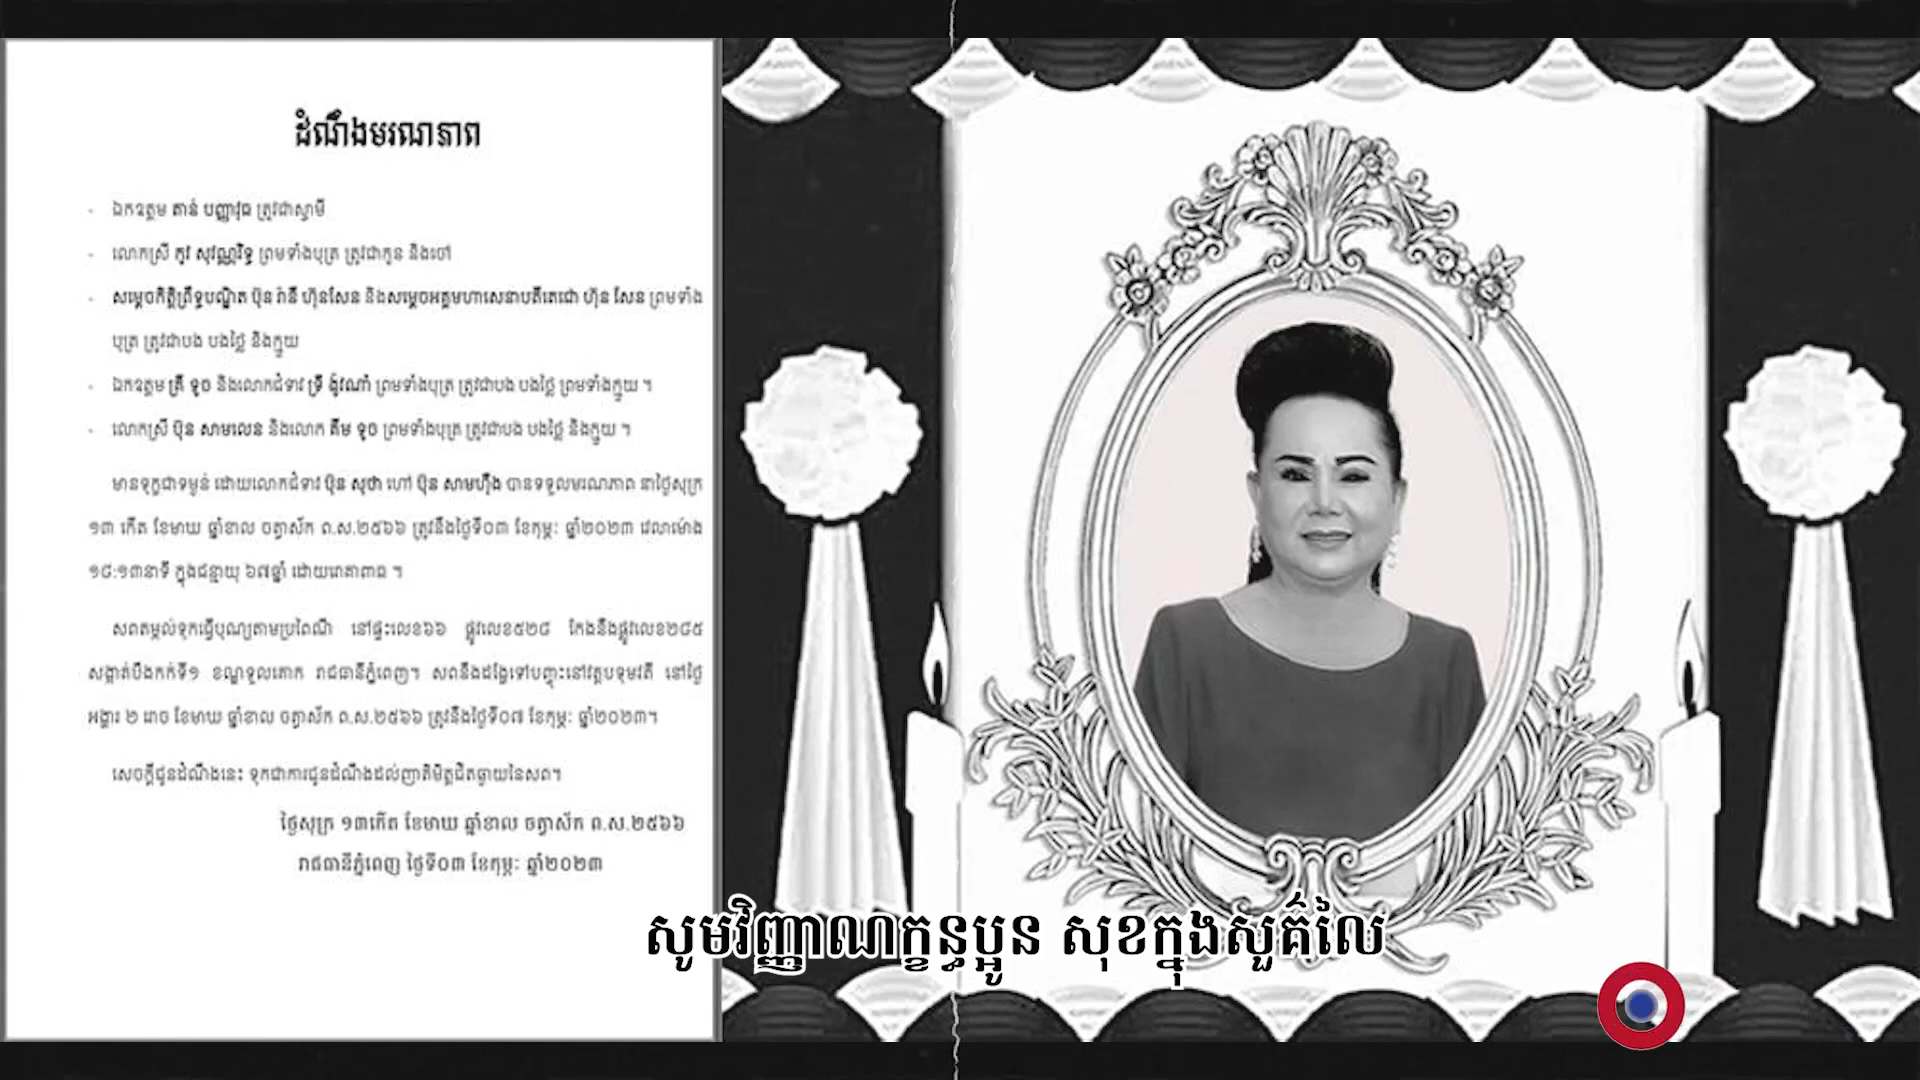 ដំណឹងមរណភាព
- ឯកឧត្តម តាន់ បញ្ញាវុធ ត្រូវជាស្វាមី
- លោកស្រី កូវ សុវណ្ណរិទ្ធ ព្រមទាំងបុត្រ ត្រូវជាកូន និងចៅ
- សម្តេចកិត្តិព្រឹទ្ធបណ្ឌិត ប៊ុន រ៉ានី ហ៊ុនសែន និងសម្តេចអគ្គមហាសេនាបតីតេជោ ហ៊ុន សែន ព្រមទាំង
បុត្រ ត្រូវជាបង បងថ្លៃ និងក្មួយ
- ឯកឧត្តម ត្រី ទូច និងលោកជំទាវ ទ្រី ង៉ូវណាំ ព្រមទាំងបុត្រ ត្រូវជាបង បងថ្លៃ ព្រមទាំងក្មួយ ។
- លោកស្រី ប៊ុន សាមលេន និងលោក តឹម ទូច ព្រមទាំងបុត្រ ត្រូវជាបង បងថ្លៃ និងក្មួយ ។
មានទុក្ខជាទម្ងន់ ដោយលោកជំទាវ ប៊ុន សុថា ហៅ ប៊ុន សាមហ៊ឹង បានទទួលមរណភាព នាថ្ងៃសុក្រ
១៣ កើត ខែមាឃ ឆ្នាំខាល ចត្វាស័ក ព.ស.២៥៦៦ ត្រូវនឹងថ្ងៃទី០៣ ខែកុម្ភៈ ឆ្នាំ២០២៣ វេលាម៉ោង
១៨:១៣នាទី ក្នុងជន្មាយុ ៦៧ឆ្នាំ ដោយរោគាពាធ ។
សពតម្កល់ទុកធ្វើបុណ្យតាមប្រពៃណី នៅផ្ទះលេខ៦៦ ផ្លូវលេខ៥២៨ កែងនឹងផ្លូវលេខ២៨៥
សង្កាត់បឹងកក់ទី១ ខណ្ឌទួលគោក រាជធានីភ្នំពេញ។ សពនឹងដង្ហែទៅបញ្ចុះនៅវត្តបទុមវតី នៅថ្ងៃ
អង្គារ ២ រោច ខែមាឃ ឆ្នាំខាល ចត្វាស័ក ព.ស.២៥៦៦ ត្រូវនឹងថ្ងៃទី០៧ ខែកុម្ភៈ ឆ្នាំ២០២៣។
សេចក្តីជូនដំណឹងនេះ ទុកជាការជូនដំណឹងដល់ញាតិមិត្តជិតឆ្ងាយនៃសព។
ថ្ងៃសុក្រ ១៣កើត ខែមាឃ ឆ្នាំខាល ចត្វាស័ក ព.ស.២៥៦៦
រាជធានីភ្នំពេញ ថ្ងៃទី០៣ ខែកុម្ភៈ ឆ្នាំ២០២៣
សូមវិញ្ញាណក្ខន្ធប្អូន សុខក្នុងសួគ៌ាល័យ